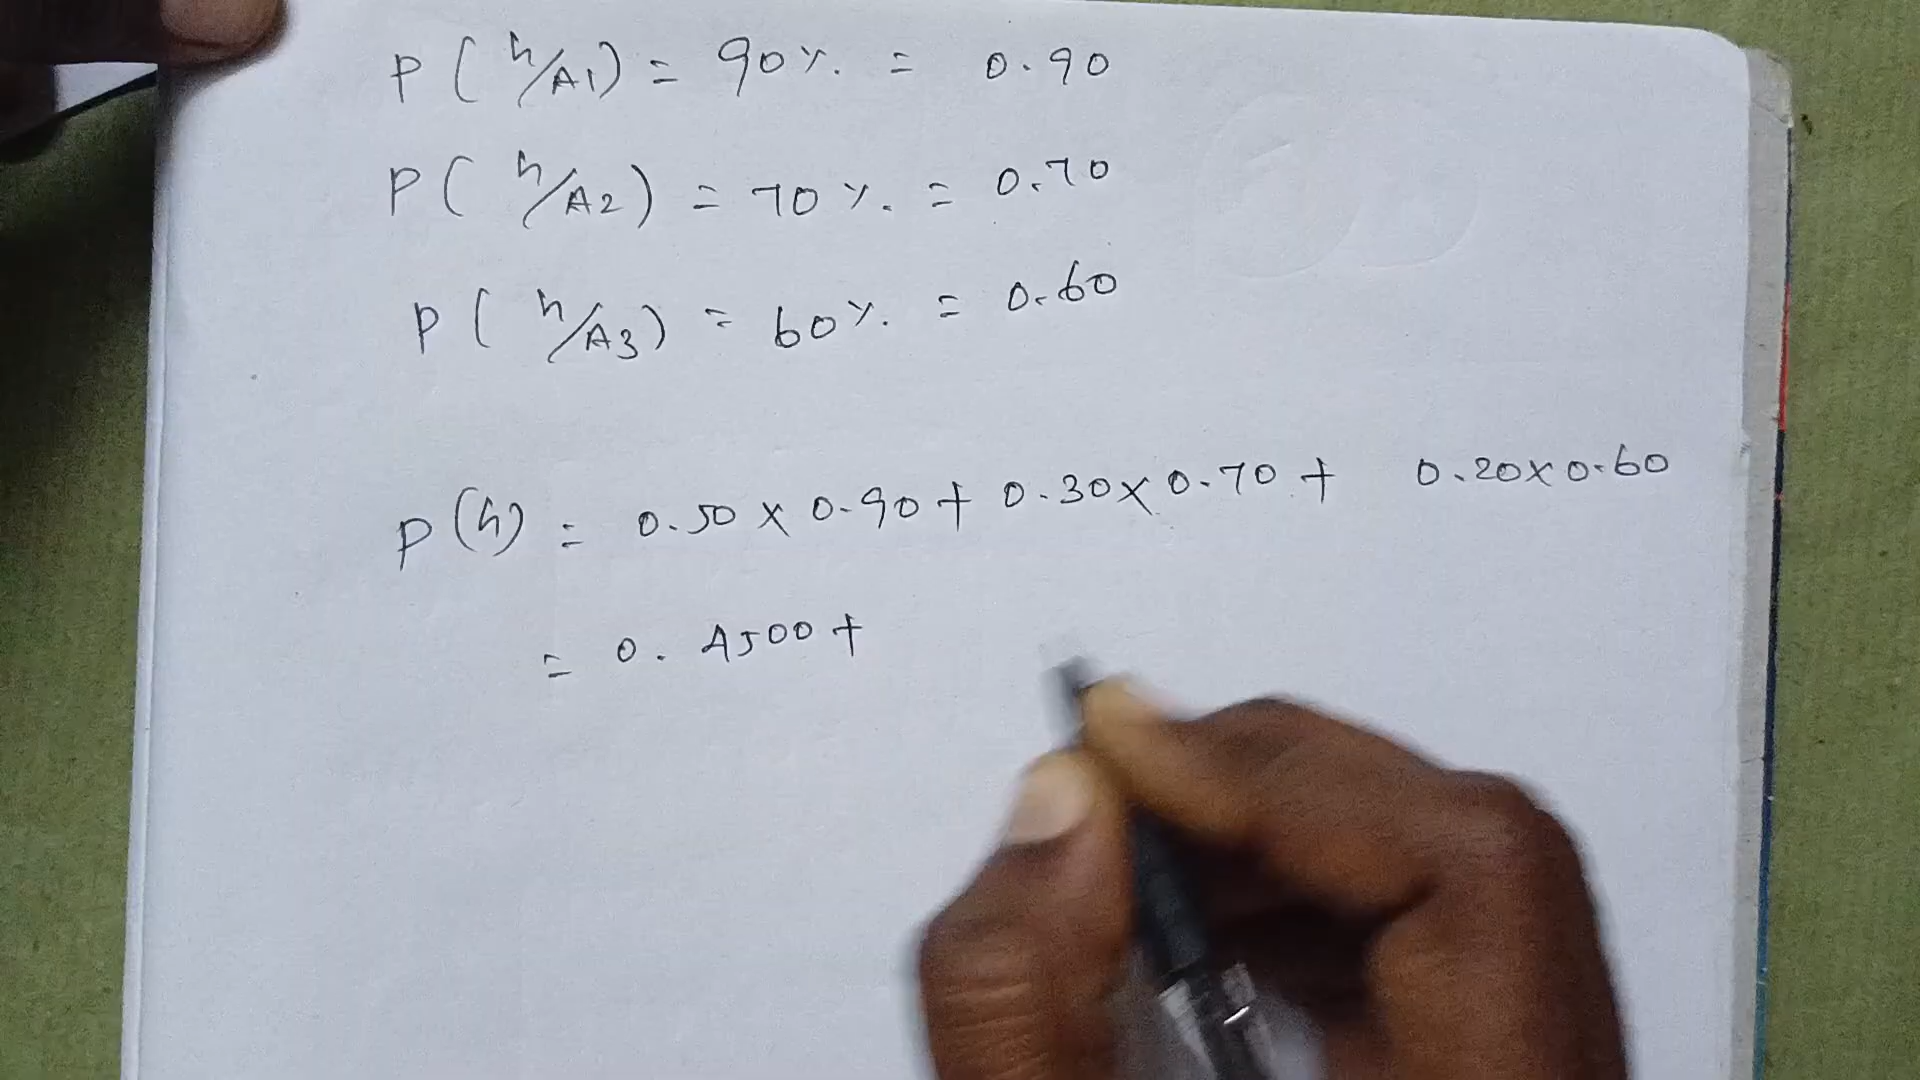 P(h/A1) = 90%. = 0.90
P(h/A2) = 70%. = 0.70
P(h/A3) = 60%. = 0.60
P(h) = 0.50 × 0.90 + 0.30 × 0.70 + 0.20 × 0.60
= 0.4500 +